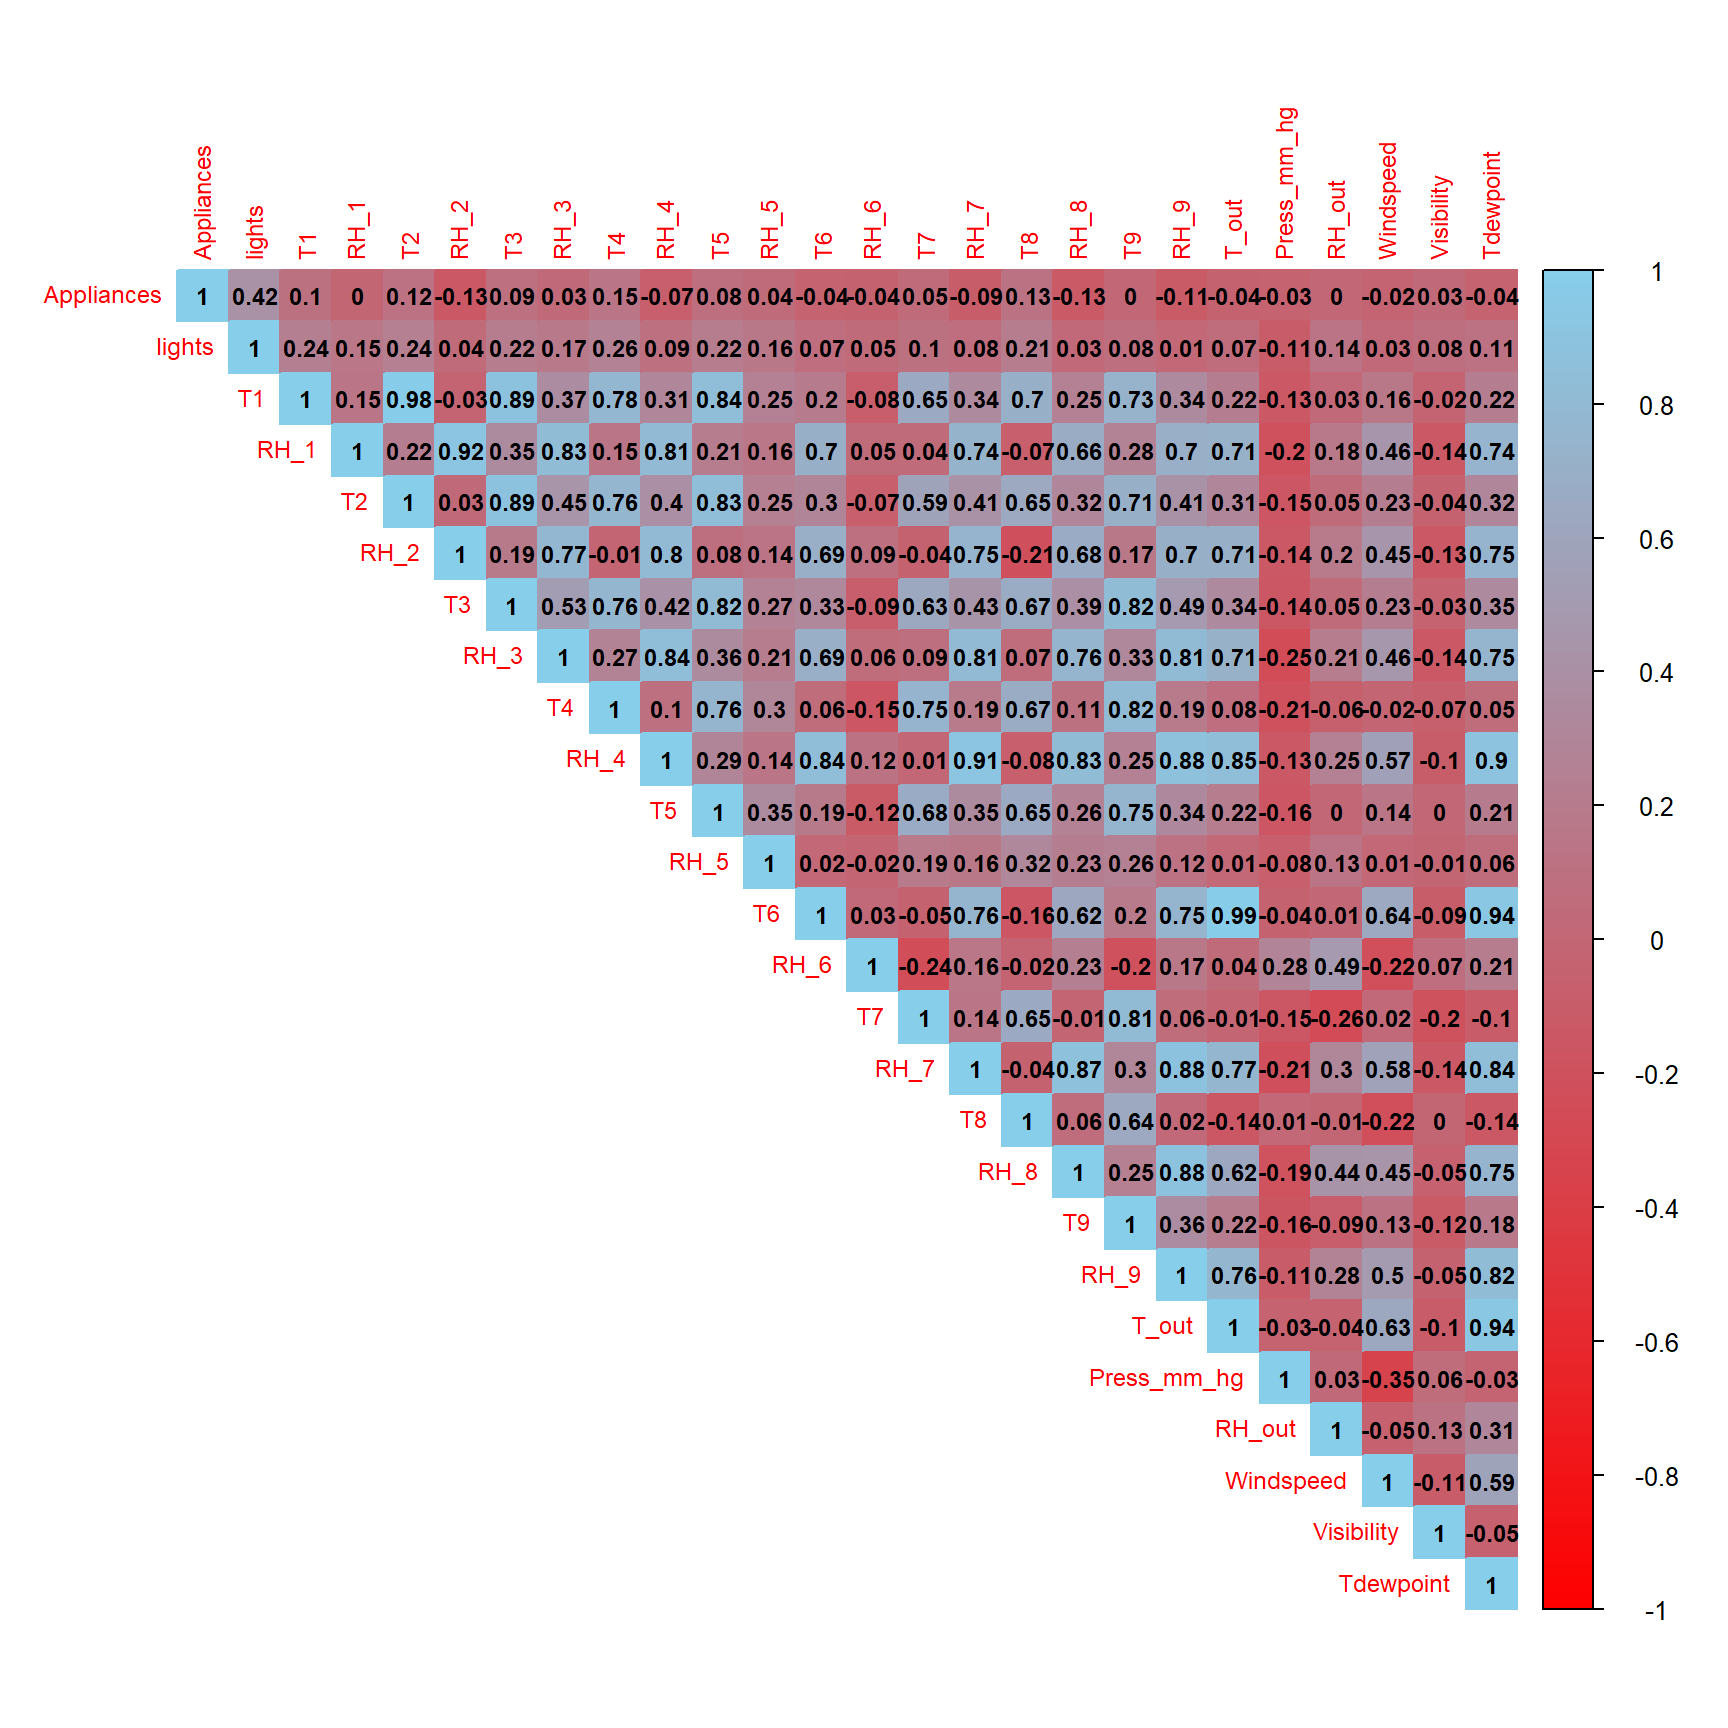 Appliances lights T1 RH_1 T2 RH_2 T3 RH_3 T4 RH_4 T5 RH_5 T6 RH_6 T7 RH_7 T8 RH_8 T9 RH_9 T_out Press_mm_hg RH_out Windspeed Visibility Tdewpoint
Appliances 1 0.42 0.1 0 0.12 -0.13 0.09 0.03 0.15 -0.07 0.08 0.04 -0.04 -0.04 0.05 -0.09 0.13 -0.13 0 -0.11 -0.04 -0.03 0 -0.02 0.03 -0.04
lights 1 0.24 0.15 0.24 0.04 0.22 0.17 0.26 0.09 0.22 0.16 0.07 0.05 0.1 0.08 0.21 0.03 0.08 0.01 0.07 -0.11 0.14 0.03 0.08 0.11
T1 1 0.15 0.98 -0.03 0.89 0.37 0.78 0.31 0.84 0.25 0.2 -0.08 0.65 0.34 0.7 0.25 0.73 0.34 0.22 -0.13 0.03 0.16 -0.02 0.22
RH_1 1 0.22 0.92 0.35 0.83 0.15 0.81 0.21 0.16 0.7 0.05 0.04 0.74 -0.07 0.66 0.28 0.7 0.71 -0.2 0.18 0.46 -0.14 0.74
T2 1 0.03 0.89 0.45 0.76 0.4 0.83 0.25 0.3 -0.07 0.59 0.41 0.65 0.32 0.71 0.41 0.31 -0.15 0.05 0.23 -0.04 0.32
RH_2 1 0.19 0.77 -0.01 0.8 0.08 0.14 0.69 0.09 -0.04 0.75 -0.21 0.68 0.17 0.7 0.71 -0.14 0.2 0.45 -0.13 0.75
T3 1 0.53 0.76 0.42 0.82 0.27 0.33 -0.09 0.63 0.43 0.67 0.39 0.82 0.49 0.34 -0.14 0.05 0.23 -0.03 0.35
RH_3 1 0.27 0.84 0.36 0.21 0.69 0.06 0.09 0.81 0.07 0.76 0.33 0.81 0.71 -0.25 0.21 0.46 -0.14 0.75
T4 1 0.1 0.76 0.3 0.06 -0.15 0.75 0.19 0.67 0.11 0.82 0.19 0.08 -0.21 -0.06 -0.02 -0.07 0.05
RH_4 1 0.29 0.14 0.84 0.12 0.01 0.91 -0.08 0.83 0.25 0.88 0.85 -0.13 0.25 0.57 -0.1 0.9
T5 1 0.35 0.19 -0.12 0.68 0.35 0.65 0.26 0.75 0.34 0.22 -0.16 0 0.14 0 0.21
RH_5 1 0.02 -0.02 0.19 0.16 0.32 0.23 0.26 0.12 0.01 -0.08 0.13 0.01 -0.01 0.06
T6 1 0.03 -0.05 0.76 -0.16 0.62 0.2 0.75 0.99 -0.04 0.01 0.64 -0.09 0.94
RH_6 1 -0.24 0.16 -0.02 0.23 -0.2 0.17 0.04 0.28 0.49 -0.22 0.07 0.21
T7 1 0.14 0.65 -0.01 0.81 0.06 -0.01 -0.15 -0.26 0.02 -0.2 -0.1
RH_7 1 -0.04 0.87 0.3 0.88 0.77 -0.21 0.3 0.58 -0.14 0.84
T8 1 0.06 0.64 0.02 -0.14 0.01 -0.01 -0.22 0 -0.14
RH_8 1 0.25 0.88 0.62 -0.19 0.44 0.45 -0.05 0.75
T9 1 0.36 0.22 -0.16 -0.09 0.13 -0.12 0.18
RH_9 1 0.76 -0.11 0.28 0.5 -0.05 0.82
T_out 1 -0.03 -0.04 0.63 -0.1 0.94
Press_mm_hg 1 0.03 -0.35 0.06 -0.03
RH_out 1 -0.05 0.13 0.31
Windspeed 1 -0.11 0.59
Visibility 1 -0.05
Tdewpoint 1
1
0.8
0.6
0.4
0.2
0
-0.2
-0.4
-0.6
-0.8
-1